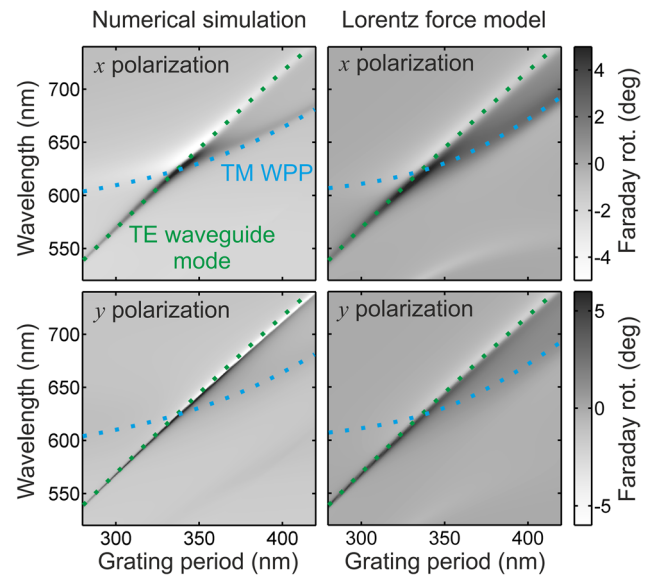 Numerical simulation
Lorentz force model
x polarization
x polarization
700
650
600
550
Wavelength (nm)
TM WPP
TE waveguide
mode
4
2
0
-2
-4
Faraday rot. (deg)
y polarization
y polarization
700
650
600
550
Wavelength (nm)
5
0
-5
Faraday rot. (deg)
300
350
400
300
350
400
Grating period (nm)
Grating period (nm)